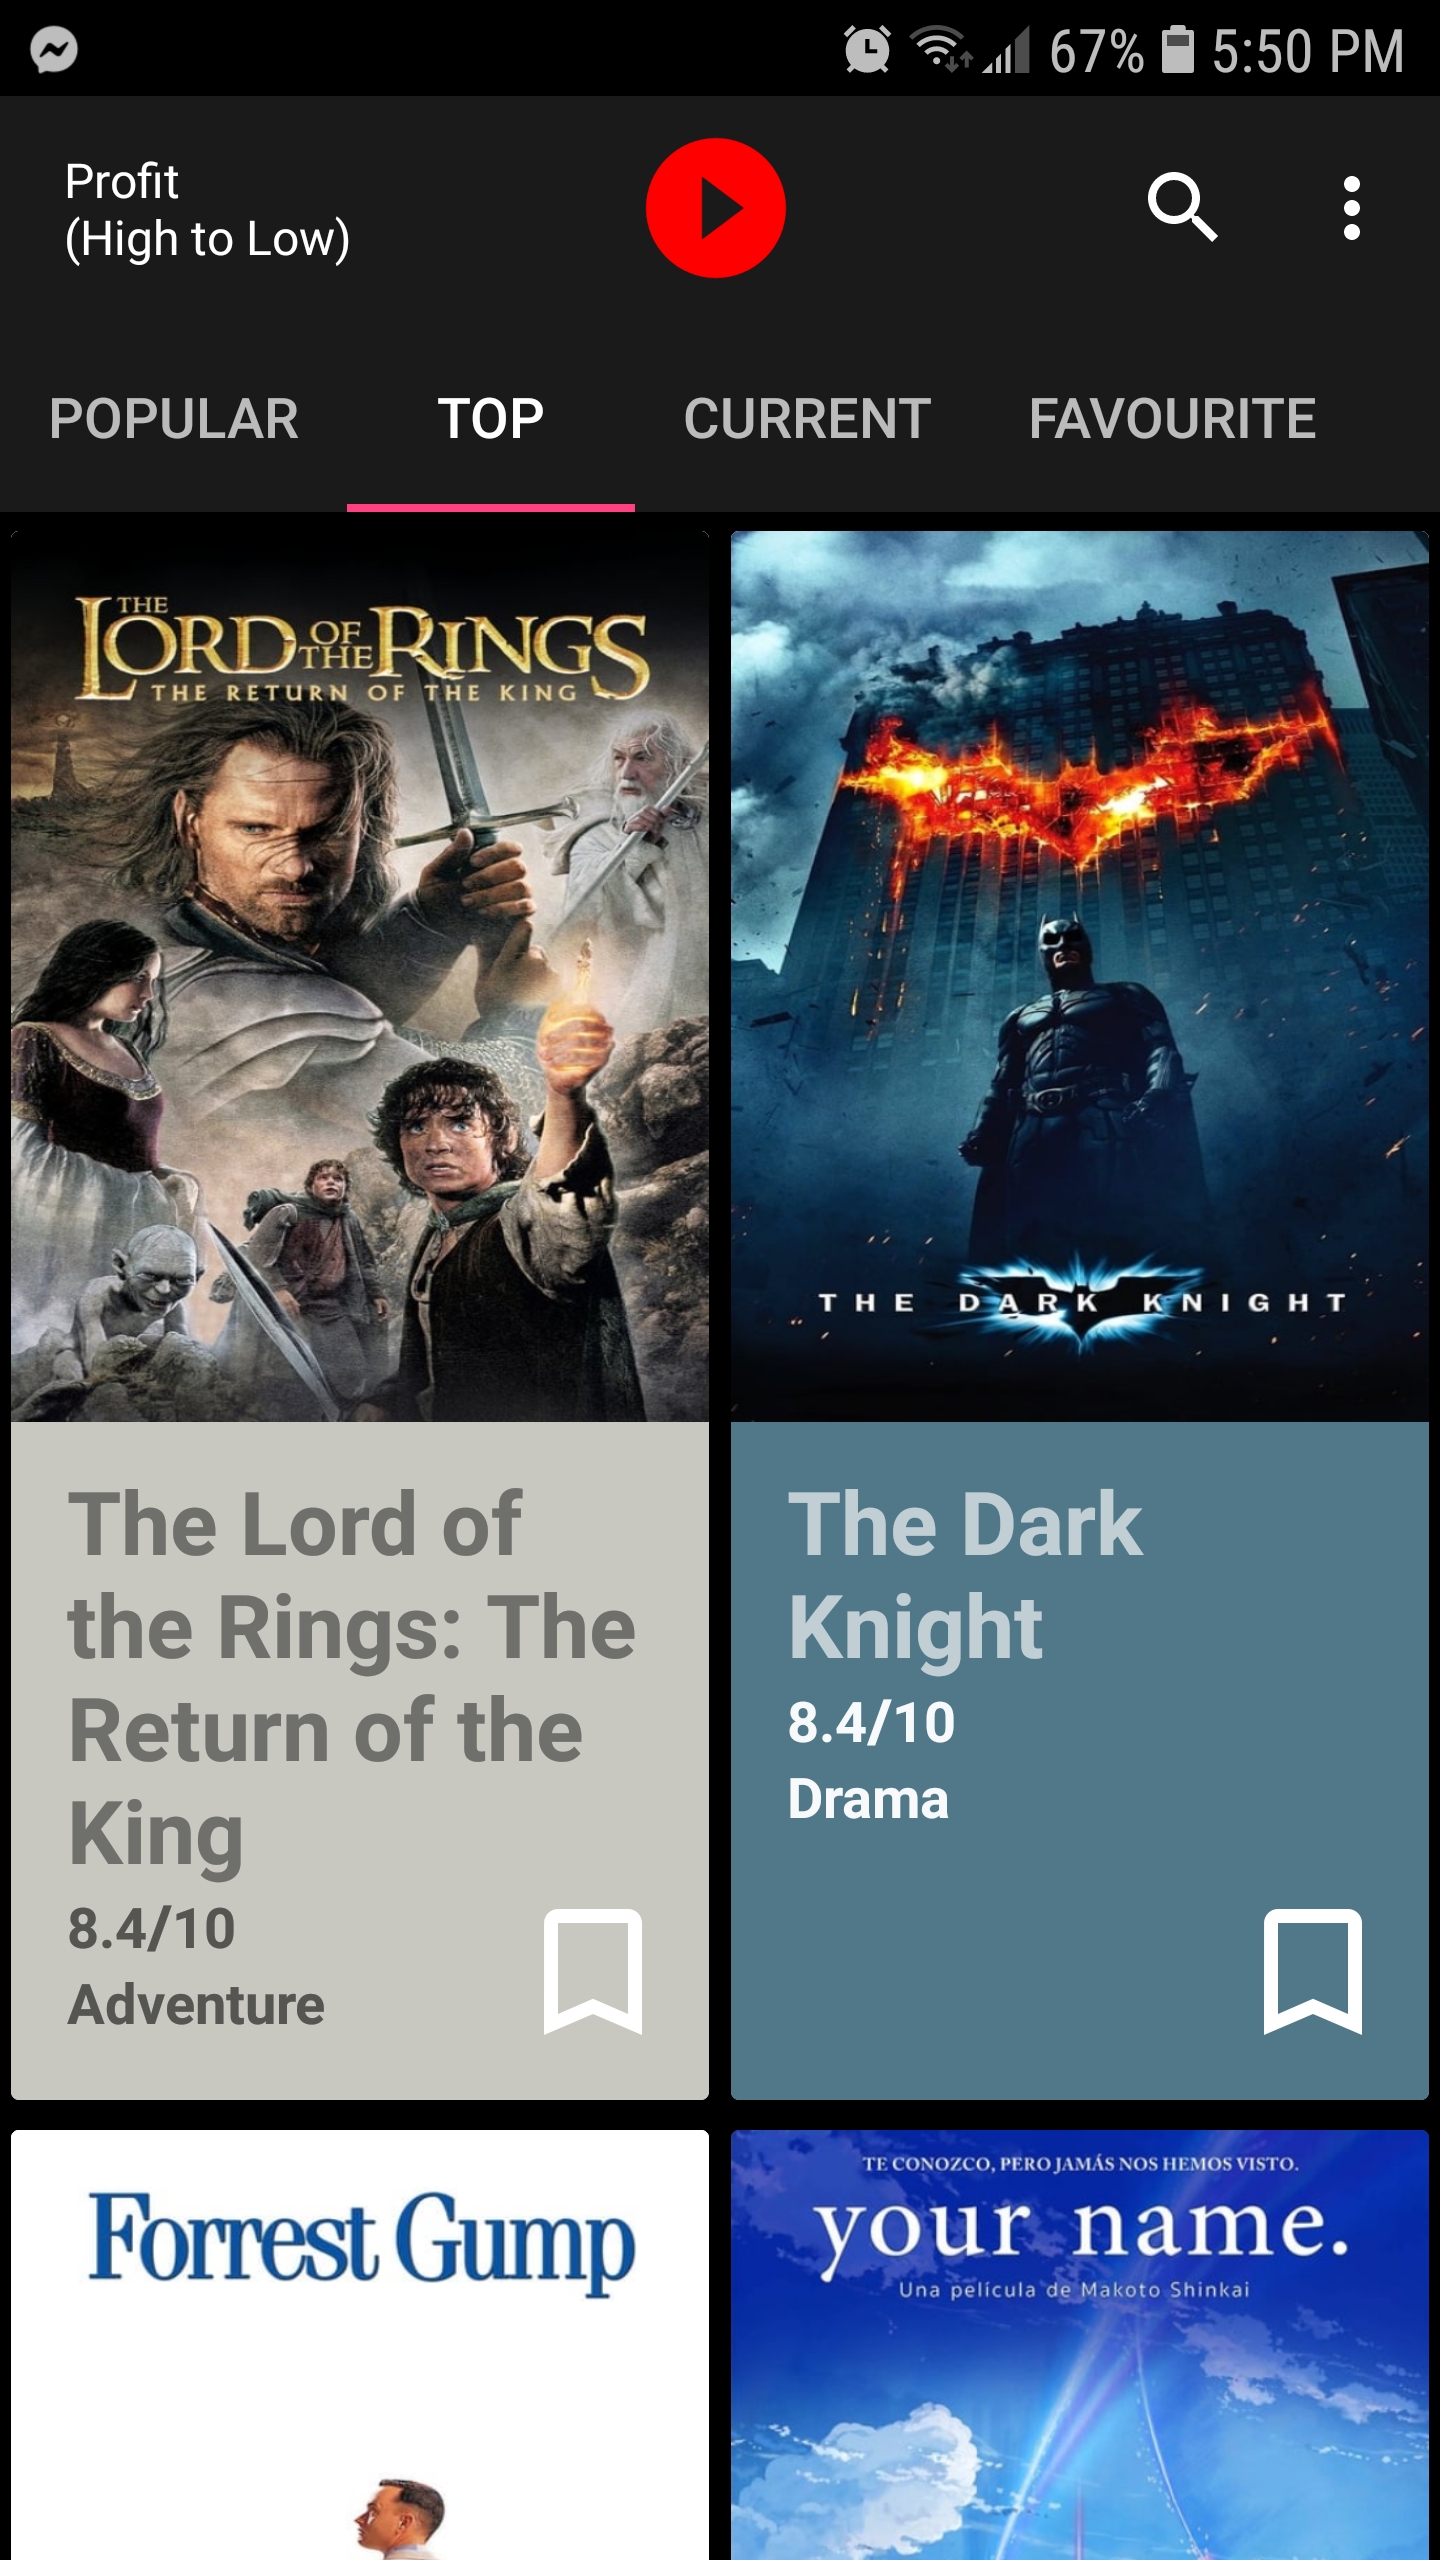 67% 5:50 PM
Profit
(High to Low)
POPULAR TOP CURRENT FAVOURITE
THE
LORD OF THE RINGS
THE RETURN OF THE KING
THE DARK KNIGHT
The Lord of
the Rings: The
Return of the
King
8.4/10
Adventure
The Dark
Knight
8.4/10
Drama
Forrest Gump
TE CONOZCO, PERO JAMÁS NOS HEMOS VISTO.
your name.
Una película de Makoto Shinkai